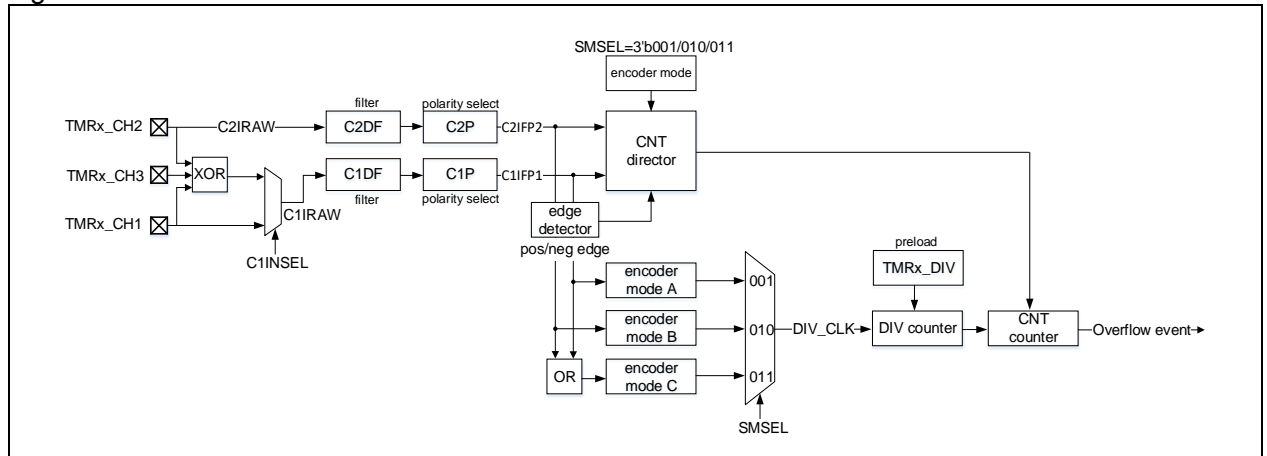 SMSEL=3'b001/010/011
encoder mode
filter
polarity select
TMRx_CH2
C2IRAW
C2DF
C2P
C2IFP2
CNT
director
TMRx_CH3
XOR
C1DF
C1P
C1IFP1
filter
polarity select
C1IRAW
TMRx_CH1
C1INSEL
edge
detector
pos/neg edge
preload
TMRx_DIV
encoder
mode A
001
encoder
mode B
010
DIV_CLK
DIV counter
CNT
counter
Overflow event
OR
encoder
mode C
011
SMSEL